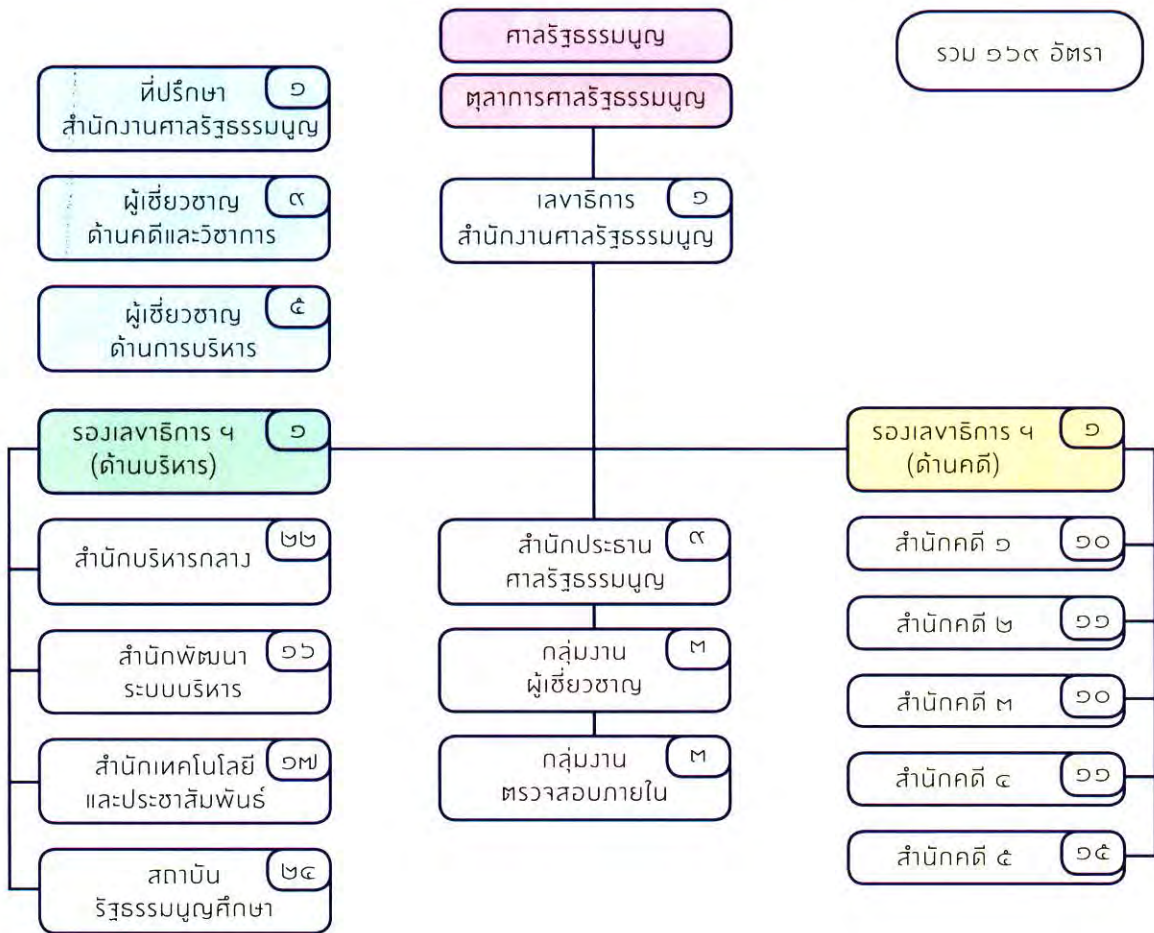 ศาลรัฐธรรมนูญ
ตุลาการศาลรัฐธรรมนูญ
รวม ๑๖๙ อัตรา
ที่ปรึกษา ๑
สำนักงานศาลรัฐธรรมนูญ
ผู้เชี่ยวชาญ ๙
ด้านคดีและวิชาการ
ผู้เชี่ยวชาญ ๕
ด้านการบริหาร
เลขาธิการ ๑
สำนักงานศาลรัฐธรรมนูญ
รองเลขาธิการ ฯ ๑
(ด้านบริหาร)
สำนักบริหารกลาง ๒๒
สำนักพัฒนา ๑๖
ระบบบริหาร
สำนักเทคโนโลยี ๑๗
และประชาสัมพันธ์
สถาบัน ๒๔
รัฐธรรมนูญศึกษา
สำนักประธาน ๙
ศาลรัฐธรรมนูญ
กลุ่มงาน ๓
ผู้เชี่ยวชาญ
กลุ่มงาน ๓
ตรวจสอบภายใน
รองเลขาธิการ ฯ ๑
(ด้านคดี)
สำนักคดี ๑ ๑๐
สำนักคดี ๒ ๑๑
สำนักคดี ๓ ๑๐
สำนักคดี ๔ ๑๑
สำนักคดี ๕ ๑๕